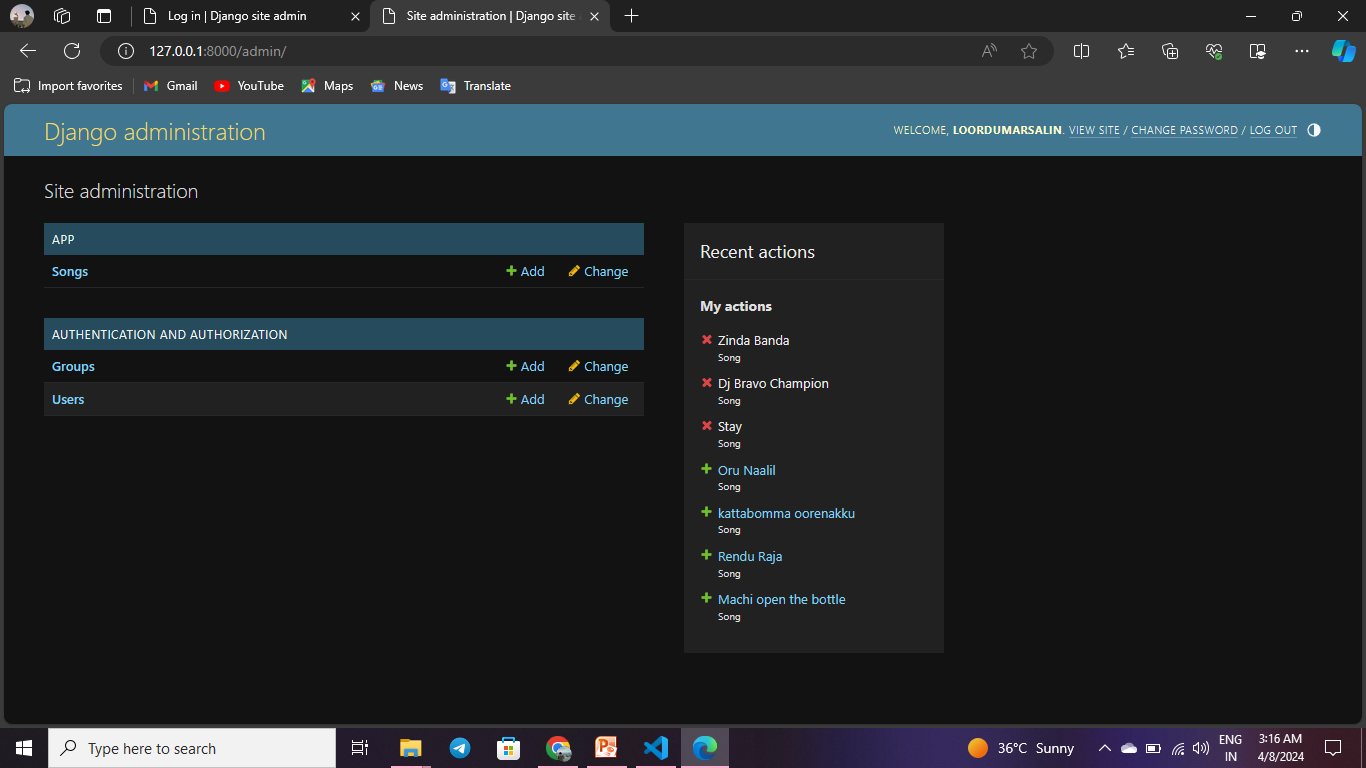 Log in | Django site admin
Site administration | Django site
127.0.0.1:8000/admin/
Import favorites
Gmail
YouTube
Maps
News
Translate
Django administration
WELCOME, LOORDUMARSALIN. VIEW SITE / CHANGE PASSWORD / LOG OUT
Site administration
APP
Songs Add Change
AUTHENTICATION AND AUTHORIZATION
Groups Add Change
Users Add Change
Recent actions
My actions
Zinda Banda
Song
Dj Bravo Champion
Song
Stay
Song
Oru Naalil
Song
kattabomma oorenakku
Song
Rendu Raja
Song
Machi open the bottle
Song
Type here to search
36°C Sunny
ENG
IN
3:16 AM
4/8/2024